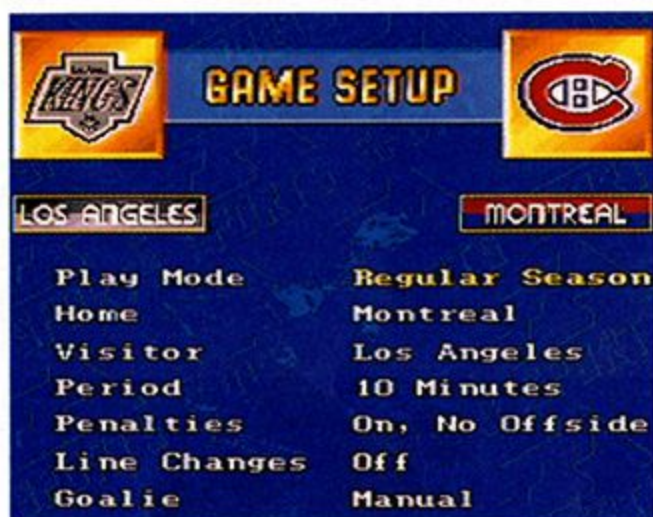 KINGS
GAME SETUP
LOS ANGELES
MONTREAL
Play Mode Regular Season
Home Montreal
Visitor Los Angeles
Period 10 Minutes
Penalties On, No Offside
Line Changes Off
Goalie Manual